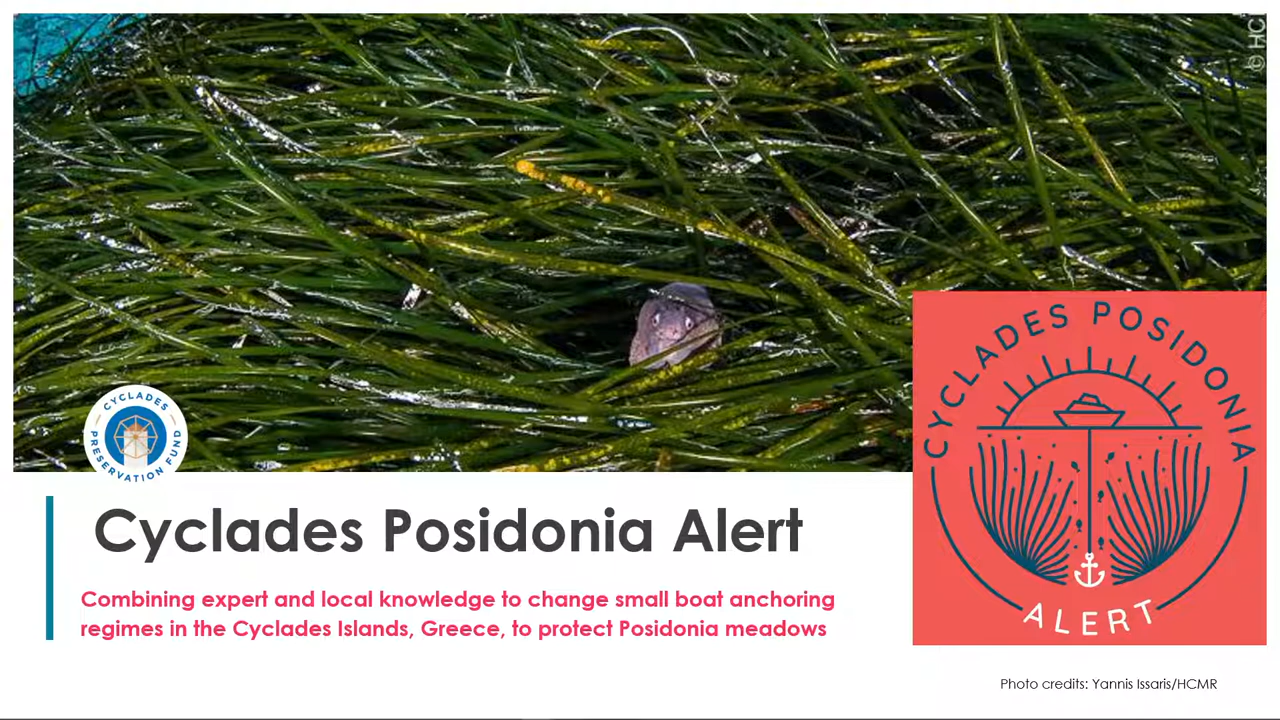 © HC
CYCLADES
PRESERVATION FUND
CYCLADES POSIDONIA
ALERT
Cyclades Posidonia Alert
Combining expert and local knowledge to change small boat anchoring
regimes in the Cyclades Islands, Greece, to protect Posidonia meadows
Photo credits: Yannis Issaris/HCMR